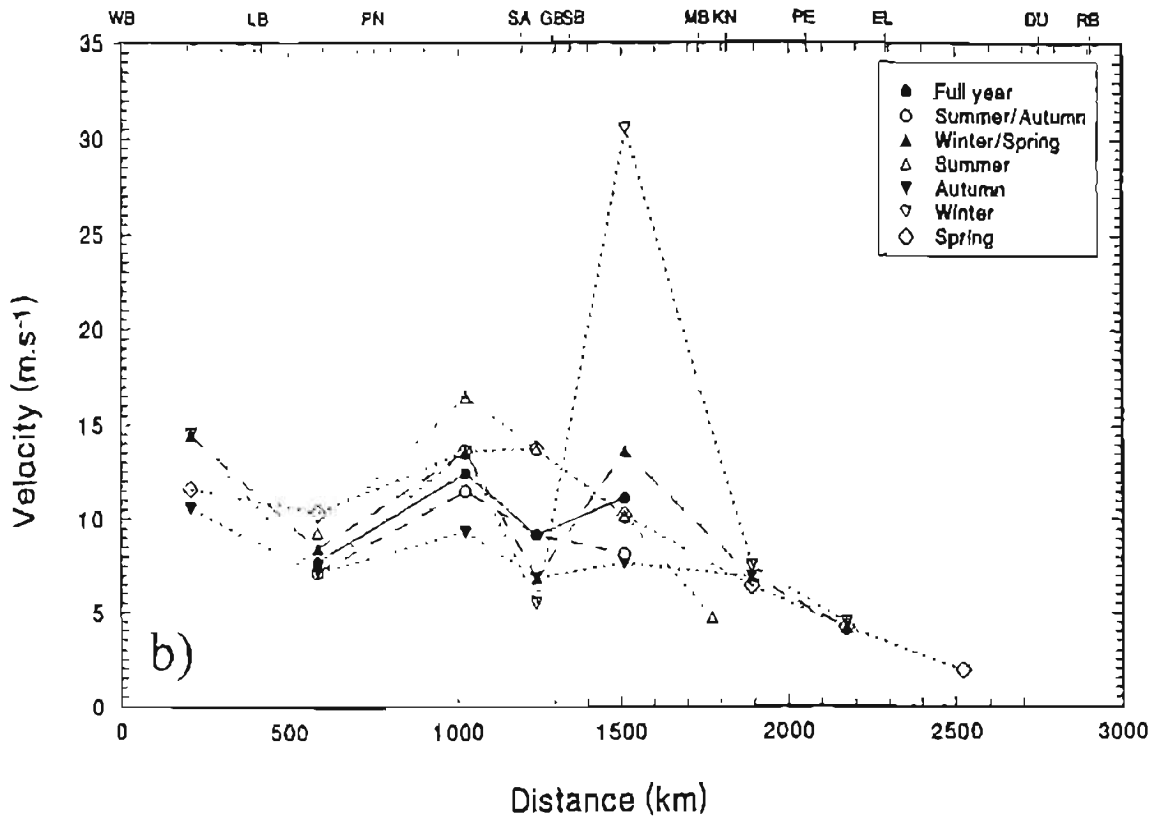 WB LB PN SA GB SB MB KN PE EL DU RB
35
30
25
20
15
10
5
0
Full year
Summer/Autumn
Winter/Spring
Summer
Autumn
Winter
Spring
Velacity (m.s⁻¹)
b)
0 500 1000 1500 2000 2500 3000
Distance (km)